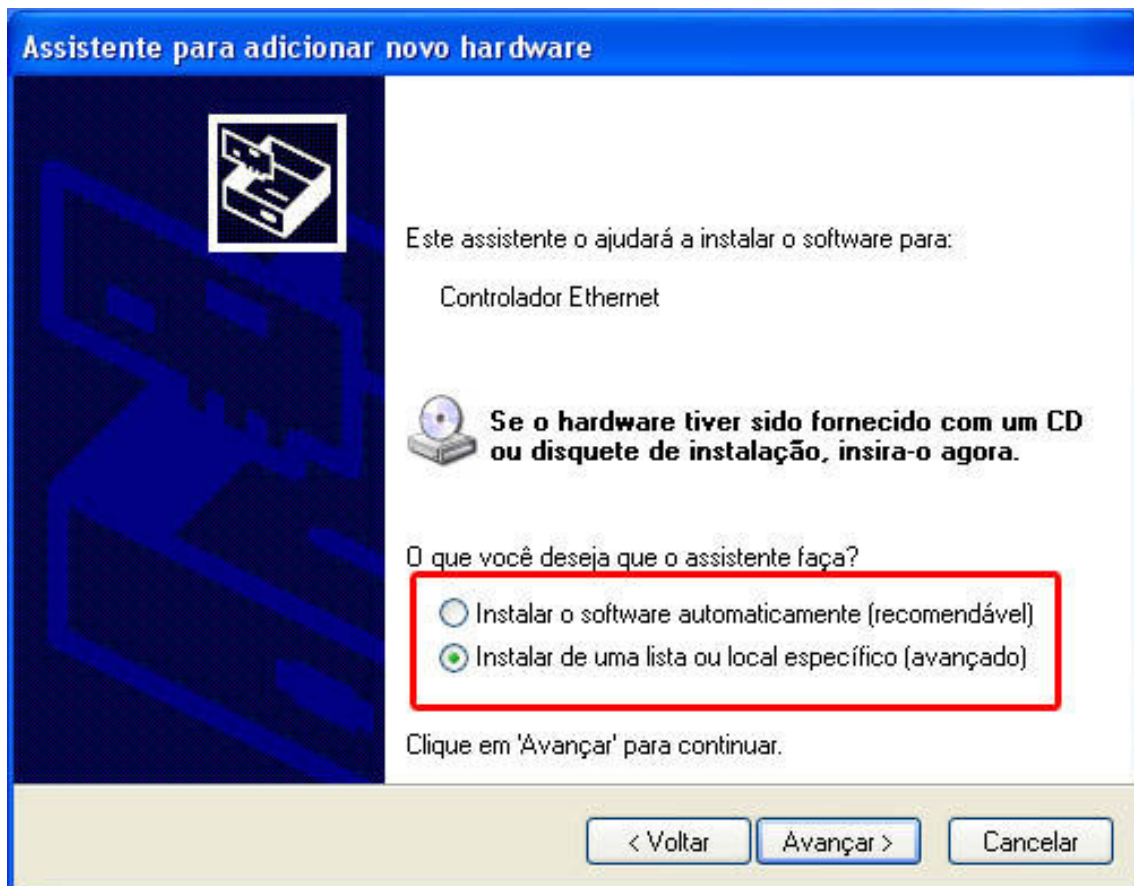 Assistente para adicionar novo hardware
Este assistente o ajudará a instalar o software para:
Controlador Ethernet
Se o hardware tiver sido fornecido com um CD
ou disquete de instalação, insira-o agora.
O que você deseja que o assistente faça?
Instalar o software automaticamente (recomendável)
Instalar de uma lista ou local específico (avançado)
Clique em 'Avançar' para continuar.
< Voltar
Avançar >
Cancelar